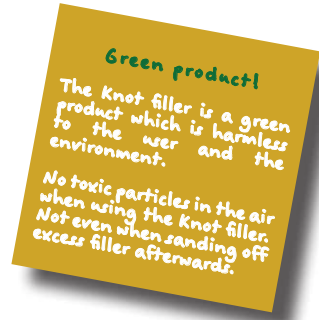 Green product!
The Knot filler is a green
product which is harmless
to the user and the
environment.
No toxic particles in the air
when using the Knot filler.
Not even when sanding off
excess filler afterwards.